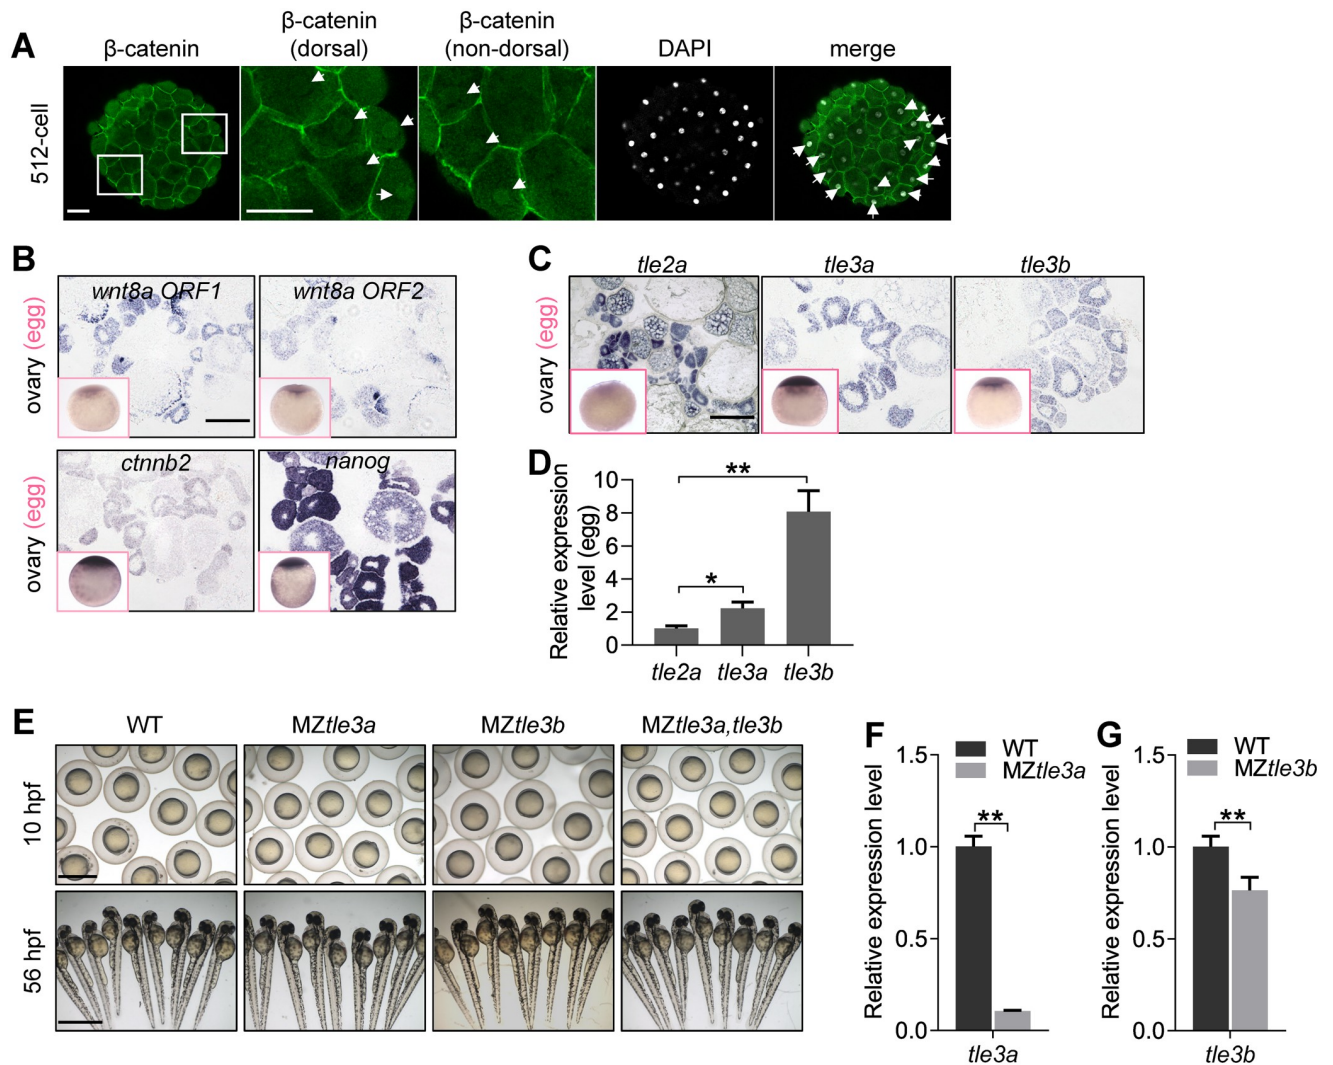 A
β-catenin
β-catenin
(dorsal)
β-catenin
(non-dorsal)
DAPI
merge
512-cell
B
wnt8a ORF1
wnt8a ORF2
ovary (egg)
ctnnb2
nanog
ovary (egg)
C
tle2a
tle3a
tle3b
ovary (egg)
D
Relative expression
level (egg)
10
8
6
4
2
0
**
*
tle2a
tle3a
tle3b
E
WT
MZtle3a
MZtle3b
MZtle3a,tle3b
10 hpf
56 hpf
F
WT
MZtle3a
Relative expression level
1.5
1.0
0.5
0.0
**
tle3a
G
WT
MZtle3b
Relative expression level
1.5
1.0
0.5
0.0
**
tle3b